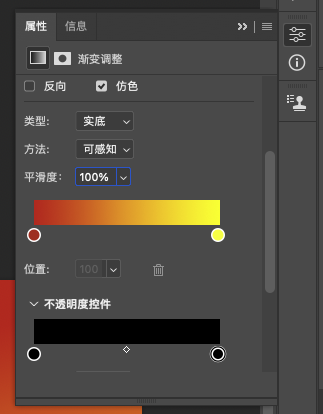 属性 信息
渐变调整
反向 仿色
类型: 实底
方法: 可感知
平滑度: 100%
位置: 100
不透明度控件